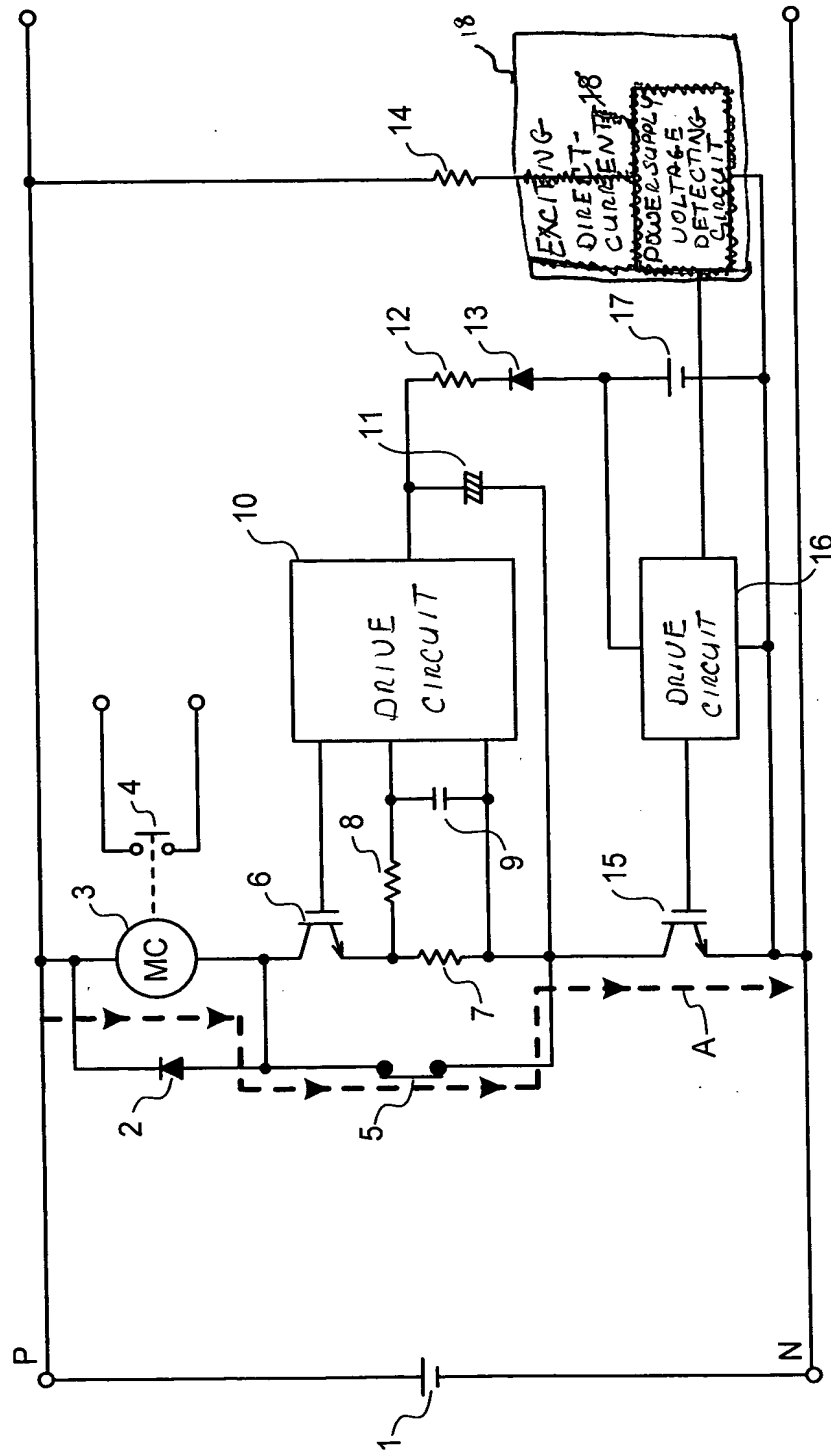 P
1
N
2
3
MC
4
5
6
7
8
9
10
DRIVE
CIRCUIT
11
12
13
14
15
A
DRIVE
CIRCUIT
16
17
18
EXCITING
DIRECT-
CURRENT
18
POWER SUPPLY
VOLTAGE
DETECTING
CIRCUIT